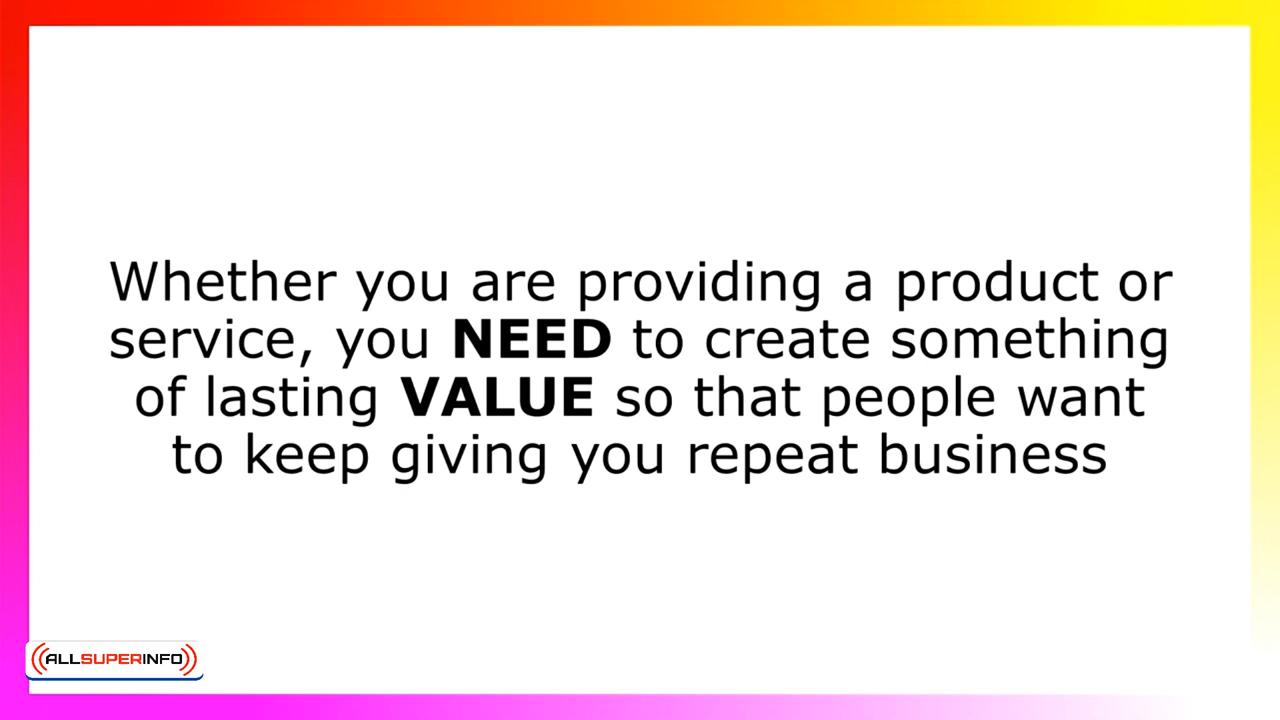 Whether you are providing a product or
service, you NEED to create something
of lasting VALUE so that people want
to keep giving you repeat business
ALLSUPERINFO